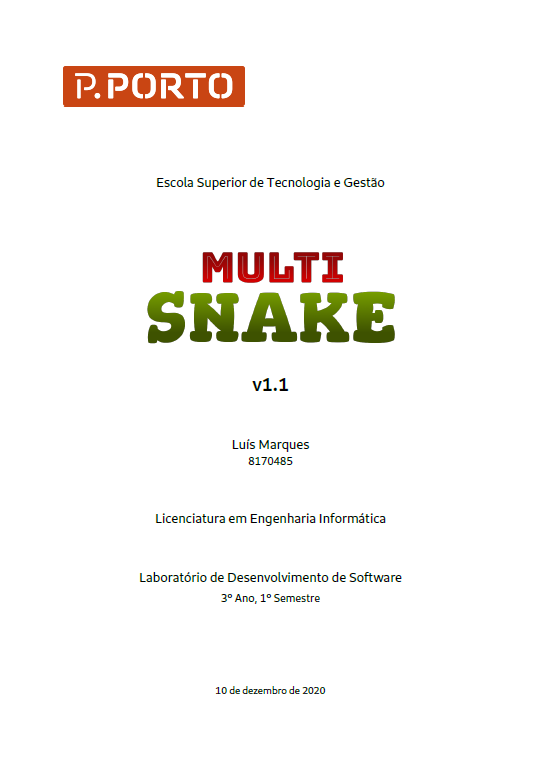 P.PORTO
Escola Superior de Tecnologia e Gestão
MULTI
SNAKE
v1.1
Luís Marques
8170485
Licenciatura em Engenharia Informática
Laboratório de Desenvolvimento de Software
3º Ano, 1º Semestre
10 de dezembro de 2020